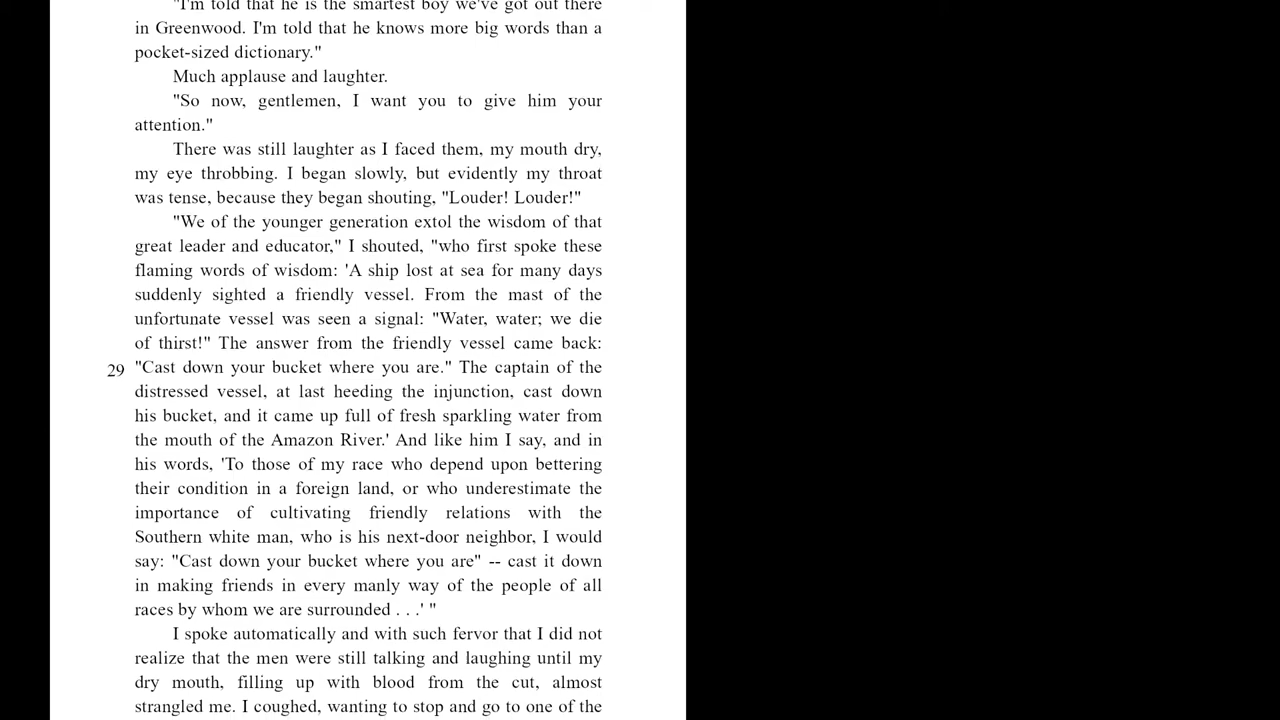 "I'm told that he is the smartest boy we've got out there
in Greenwood. I'm told that he knows more big words than a
pocket-sized dictionary."
Much applause and laughter.
"So now, gentlemen, I want you to give him your
attention."
There was still laughter as I faced them, my mouth dry,
my eye throbbing. I began slowly, but evidently my throat
was tense, because they began shouting, "Louder! Louder!"
"We of the younger generation extol the wisdom of that
great leader and educator," I shouted, "who first spoke these
flaming words of wisdom: 'A ship lost at sea for many days
suddenly sighted a friendly vessel. From the mast of the
unfortunate vessel was seen a signal: "Water, water; we die
of thirst!" The answer from the friendly vessel came back:
29 "Cast down your bucket where you are." The captain of the
distressed vessel, at last heeding the injunction, cast down
his bucket, and it came up full of fresh sparkling water from
the mouth of the Amazon River.' And like him I say, and in
his words, 'To those of my race who depend upon bettering
their condition in a foreign land, or who underestimate the
importance of cultivating friendly relations with the
Southern white man, who is his next-door neighbor, I would
say: "Cast down your bucket where you are" -- cast it down
in making friends in every manly way of the people of all
races by whom we are surrounded . . .' "
I spoke automatically and with such fervor that I did not
realize that the men were still talking and laughing until my
dry mouth, filling up with blood from the cut, almost
strangled me. I coughed, wanting to stop and go to one of the